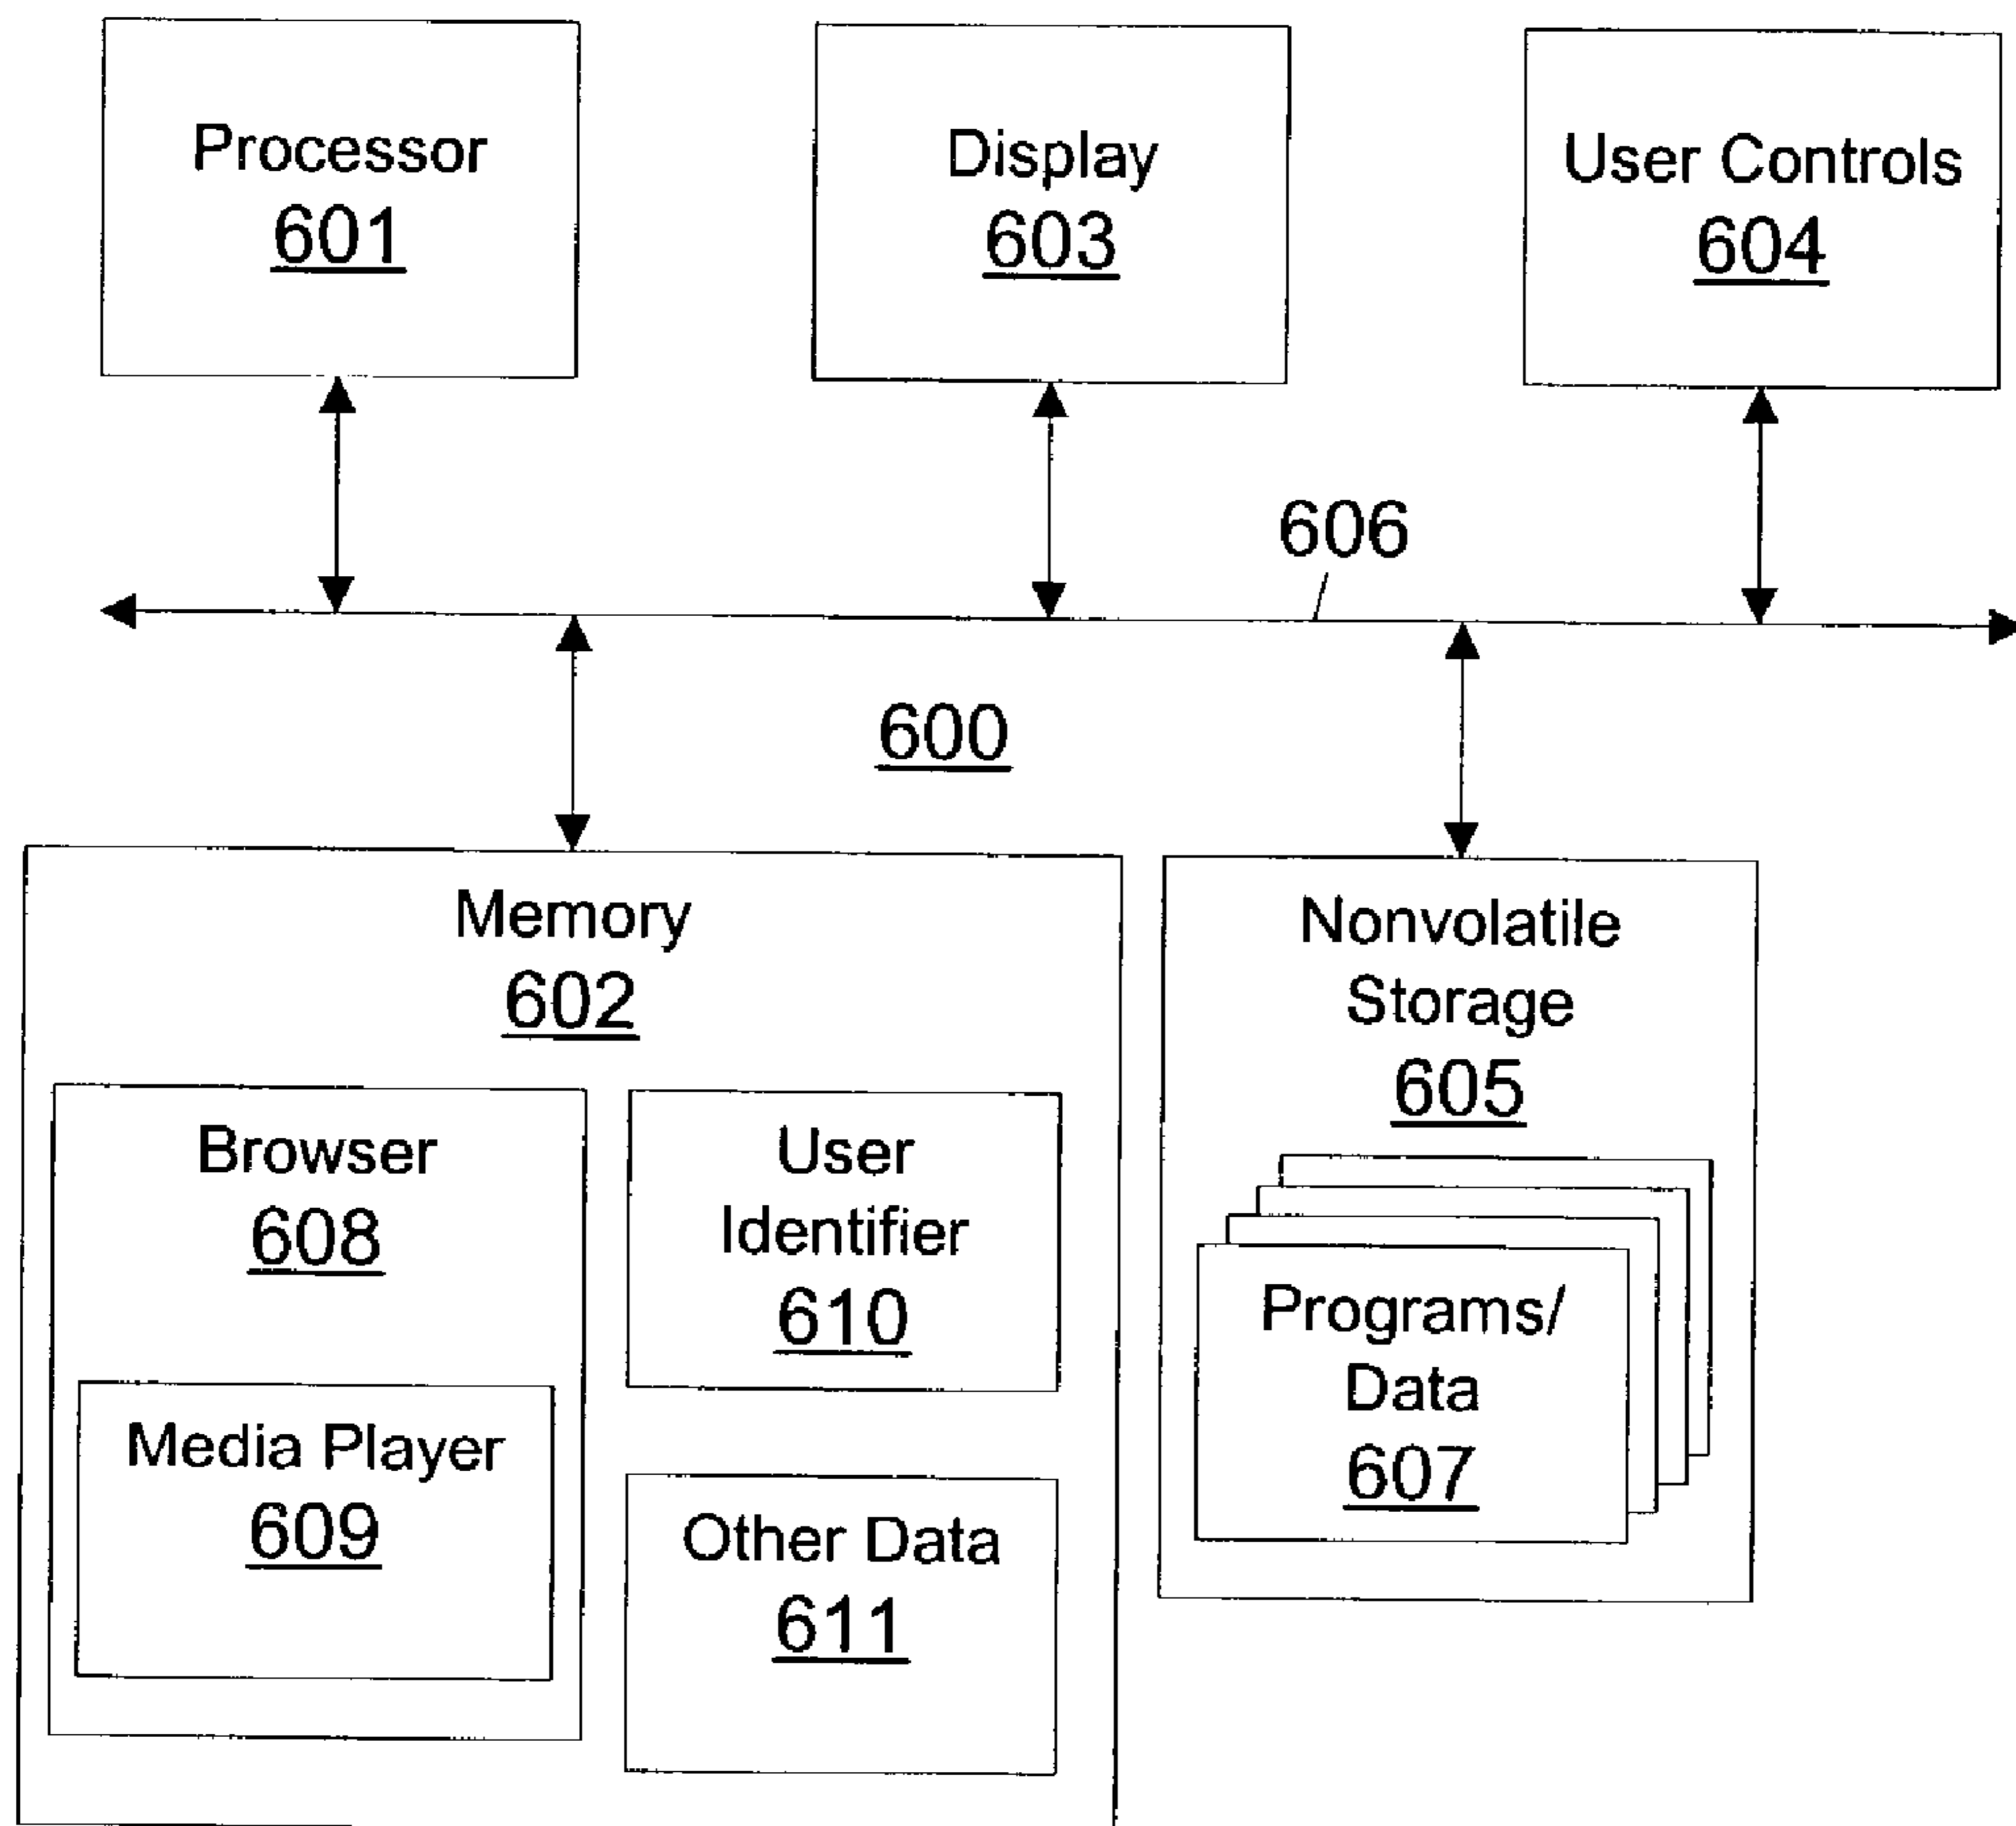 Processor
601
Display
603
User Controls
604
606
600
Memory
602
Nonvolatile
Storage
605
Browser
608
User
Identifier
610
Media Player
609
Other Data
611
Programs/
Data
607